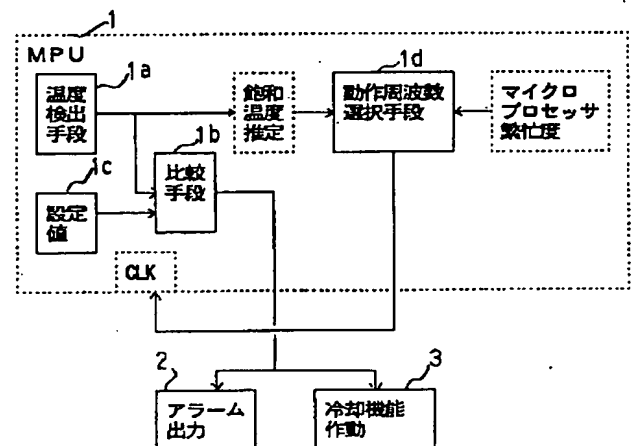 1
MPU
1a
温度
検出
手段
飽和
温度
推定
1d
動作周波数
選択手段
マイクロ
プロセッサ
繁忙度
1b
比較
手段
1c
設定
値
CLK
2
アラーム
出力
3
冷却機能
作動